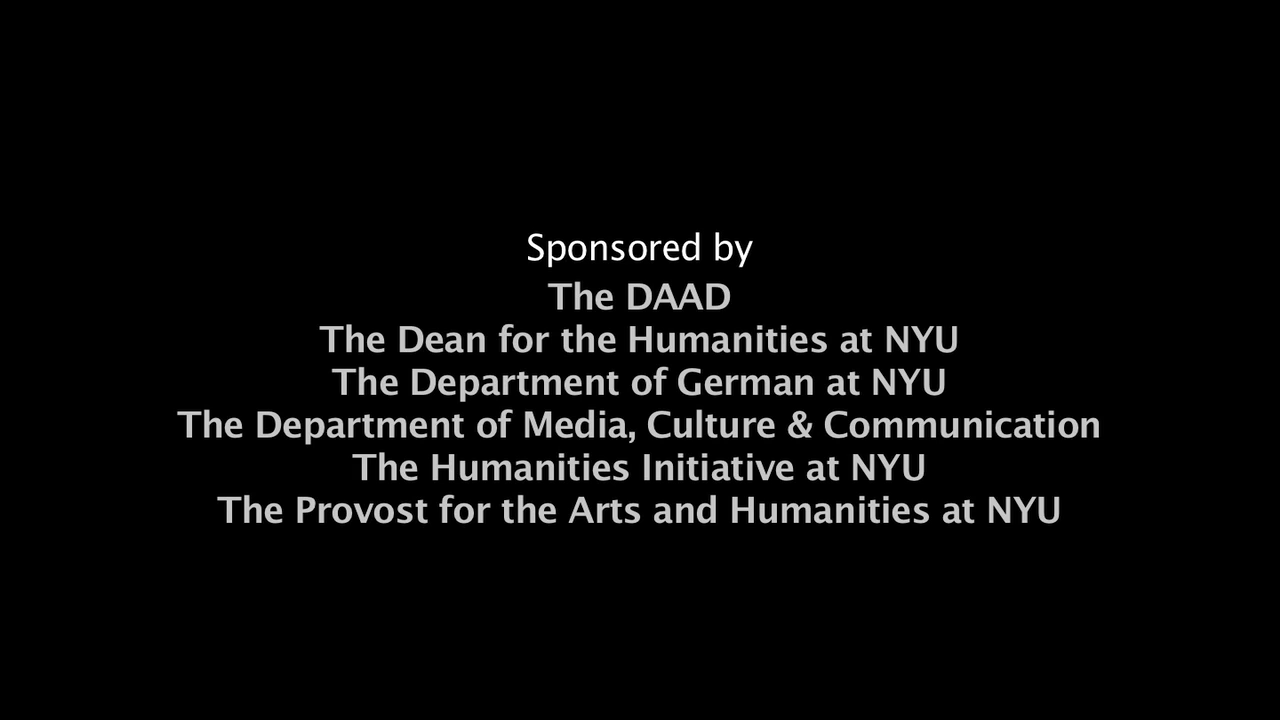 Sponsored by
The DAAD
The Dean for the Humanities at NYU
The Department of German at NYU
The Department of Media, Culture & Communication
The Humanities Initiative at NYU
The Provost for the Arts and Humanities at NYU